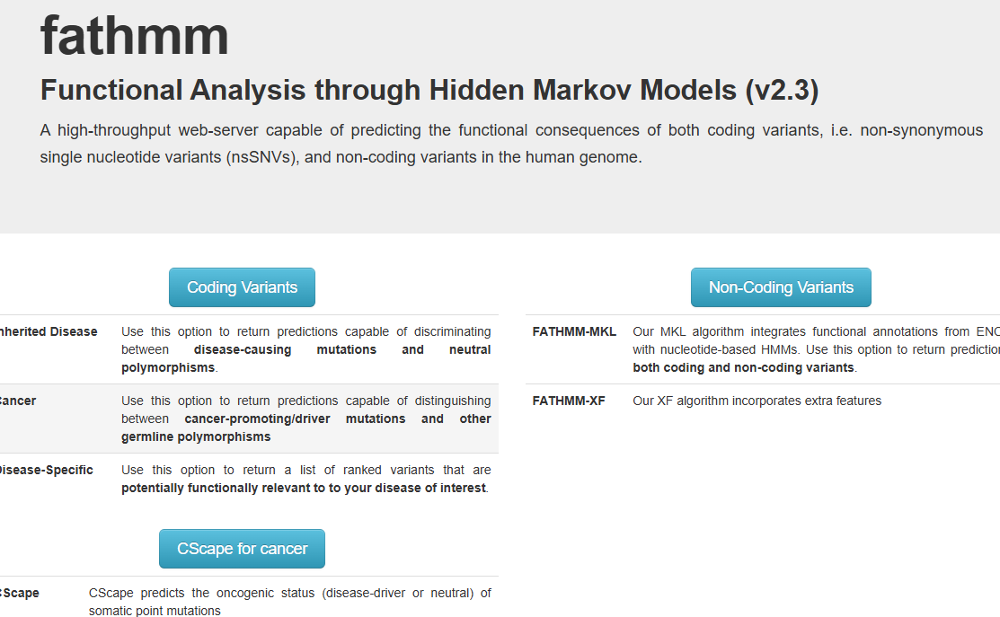 fathmm
Functional Analysis through Hidden Markov Models (v2.3)
A high-throughput web-server capable of predicting the functional consequences of both coding variants, i.e. non-synonymous
single nucleotide variants (nsSNVs), and non-coding variants in the human genome.
Coding Variants
nherited Disease
Use this option to return predictions capable of discriminating
between disease-causing mutations and neutral
polymorphisms.
Cancer
Use this option to return predictions capable of distinguishing
between cancer-promoting/driver mutations and other
germline polymorphisms
Disease-Specific
Use this option to return a list of ranked variants that are
potentially functionally relevant to to your disease of interest.
CScape for cancer
CScape
CScape predicts the oncogenic status (disease-driver or neutral) of
somatic point mutations
Non-Coding Variants
FATHMM-MKL
Our MKL algorithm integrates functional annotations from ENC
with nucleotide-based HMMs. Use this option to return prediction
both coding and non-coding variants.
FATHMM-XF
Our XF algorithm incorporates extra features